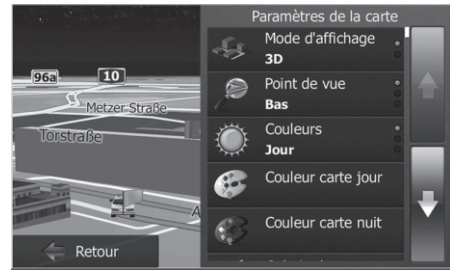 Paramètres de la carte
Mode d'affichage
3D
Point de vue
Bas
Couleurs
Jour
Couleur carte jour
Couleur carte nuit
96a
10
Metzer Straße
Torstraße
A
Retour